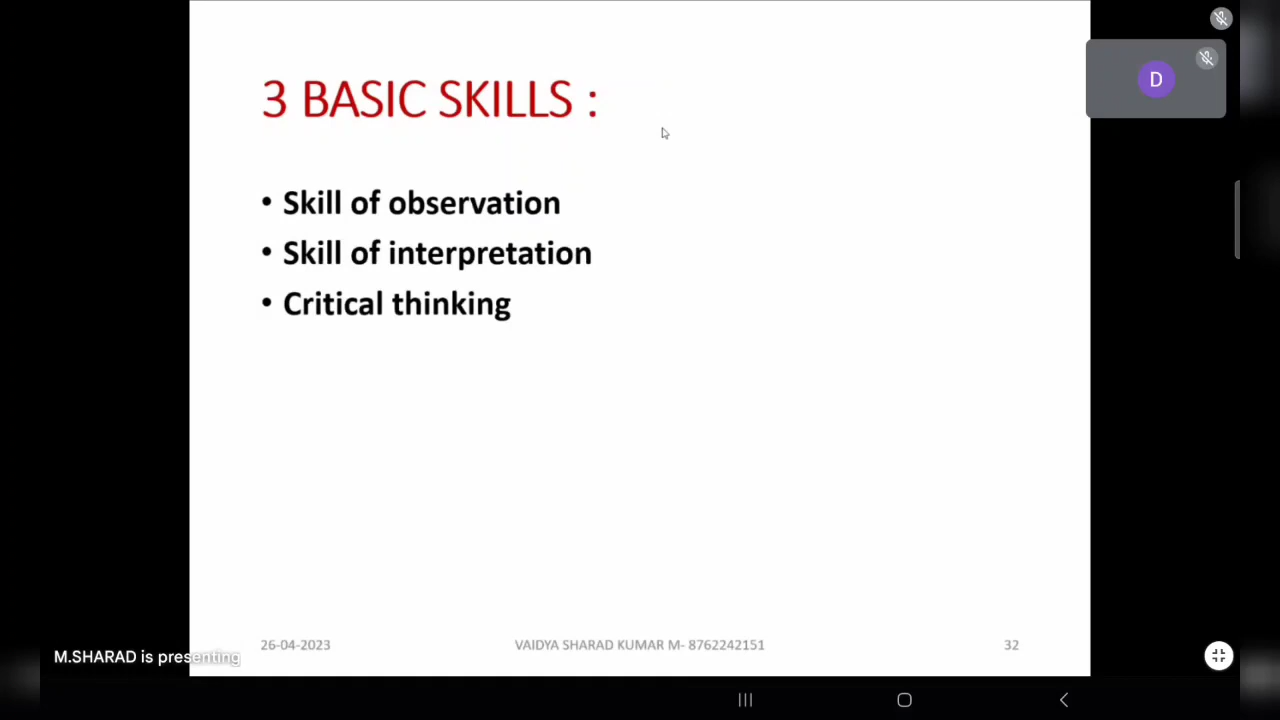 3 BASIC SKILLS :
D
• Skill of observation
• Skill of interpretation
• Critical thinking
26-04-2023
VAIDYA SHARAD KUMAR M- 8762242151
32
M.SHARAD is presenting